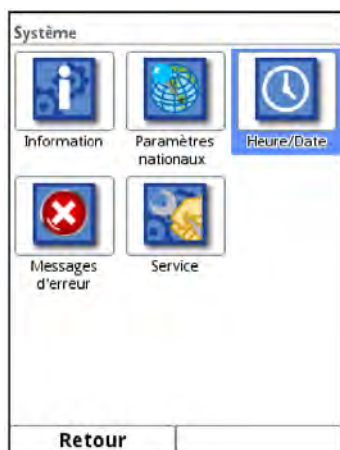 Système
Information
Paramètres
nationaux
Heure/Date
Messages
d'erreur
Service
Retour